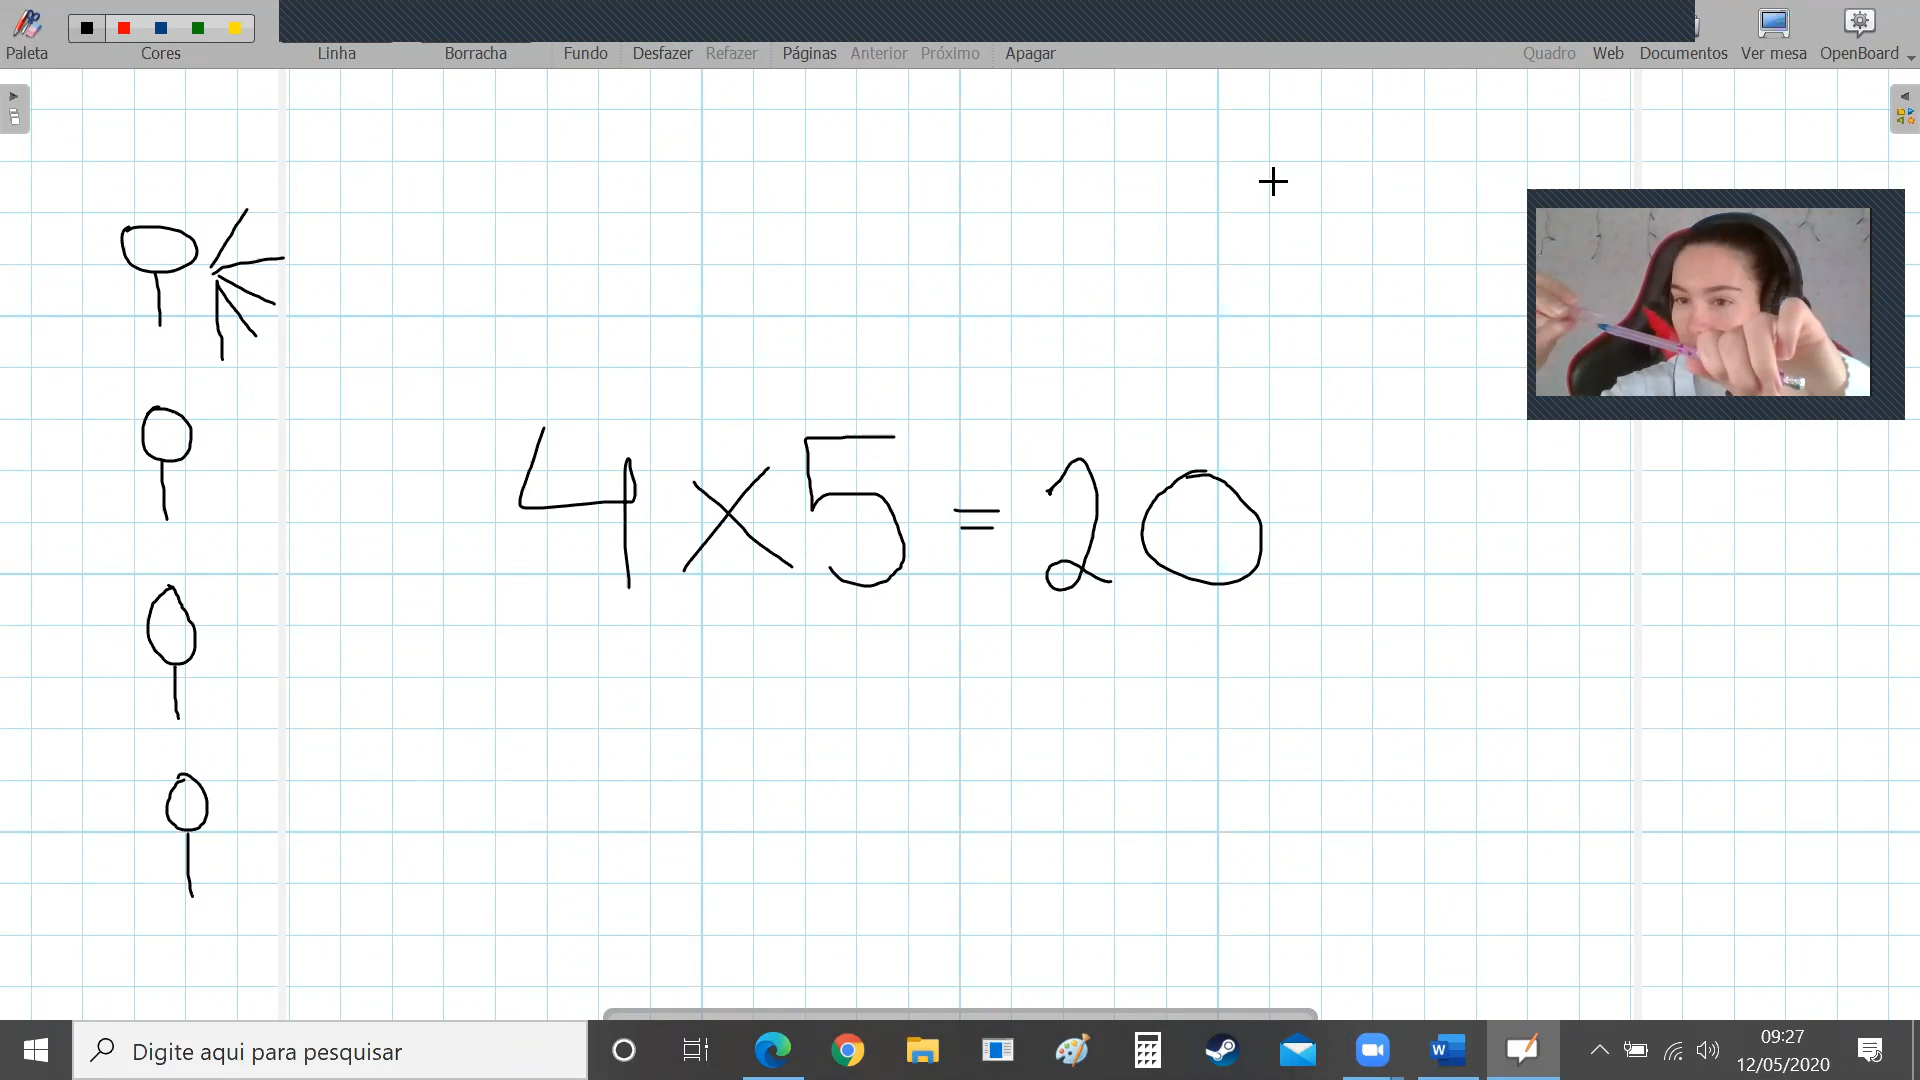 Paleta Cores Linha Borracha Fundo Desfazer Refazer Páginas Anterior Próximo Apagar Quadro Web Documentos Ver mesa OpenBoard
4 x 5 = 20
Digite aqui para pesquisar
09:27
12/05/2020